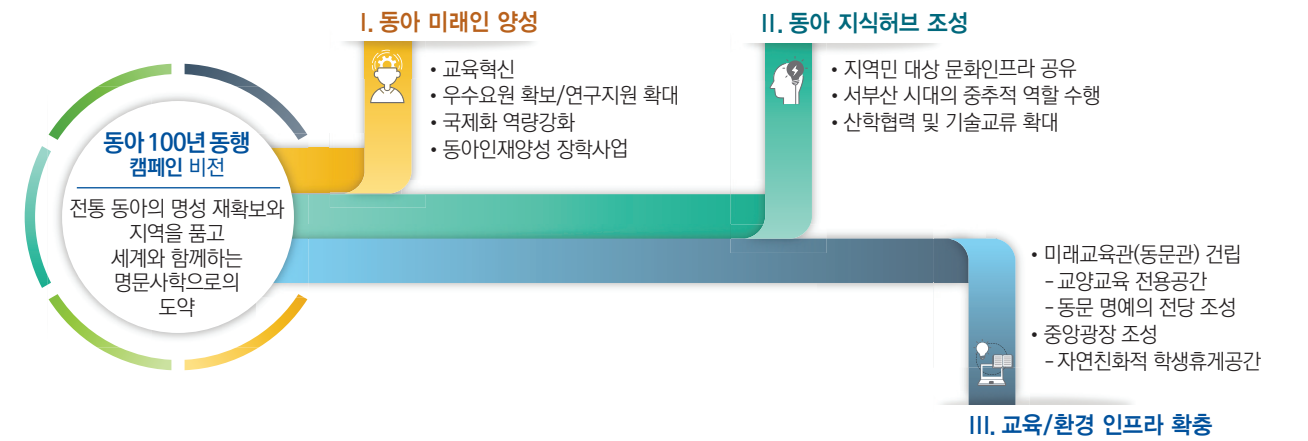 동아 100년 동행
캠페인 비전
전통 동아의 명성 재확보와
지역을 품고
세계와 함께하는
명문사학으로의
도약
I. 동아 미래인 양성
• 교육혁신
• 우수요원 확보/연구지원 확대
• 국제화 역량강화
• 동아인재양성 장학사업
II. 동아 지식허브 조성
• 지역민 대상 문화인프라 공유
• 서부산 시대의 중추적 역할 수행
• 산학협력 및 기술교류 확대
• 미래교육관(동문관) 건립
- 교양교육 전용공간
- 동문 명예의 전당 조성
• 중앙광장 조성
- 자연친화적 학생휴게공간
III. 교육/환경 인프라 확충